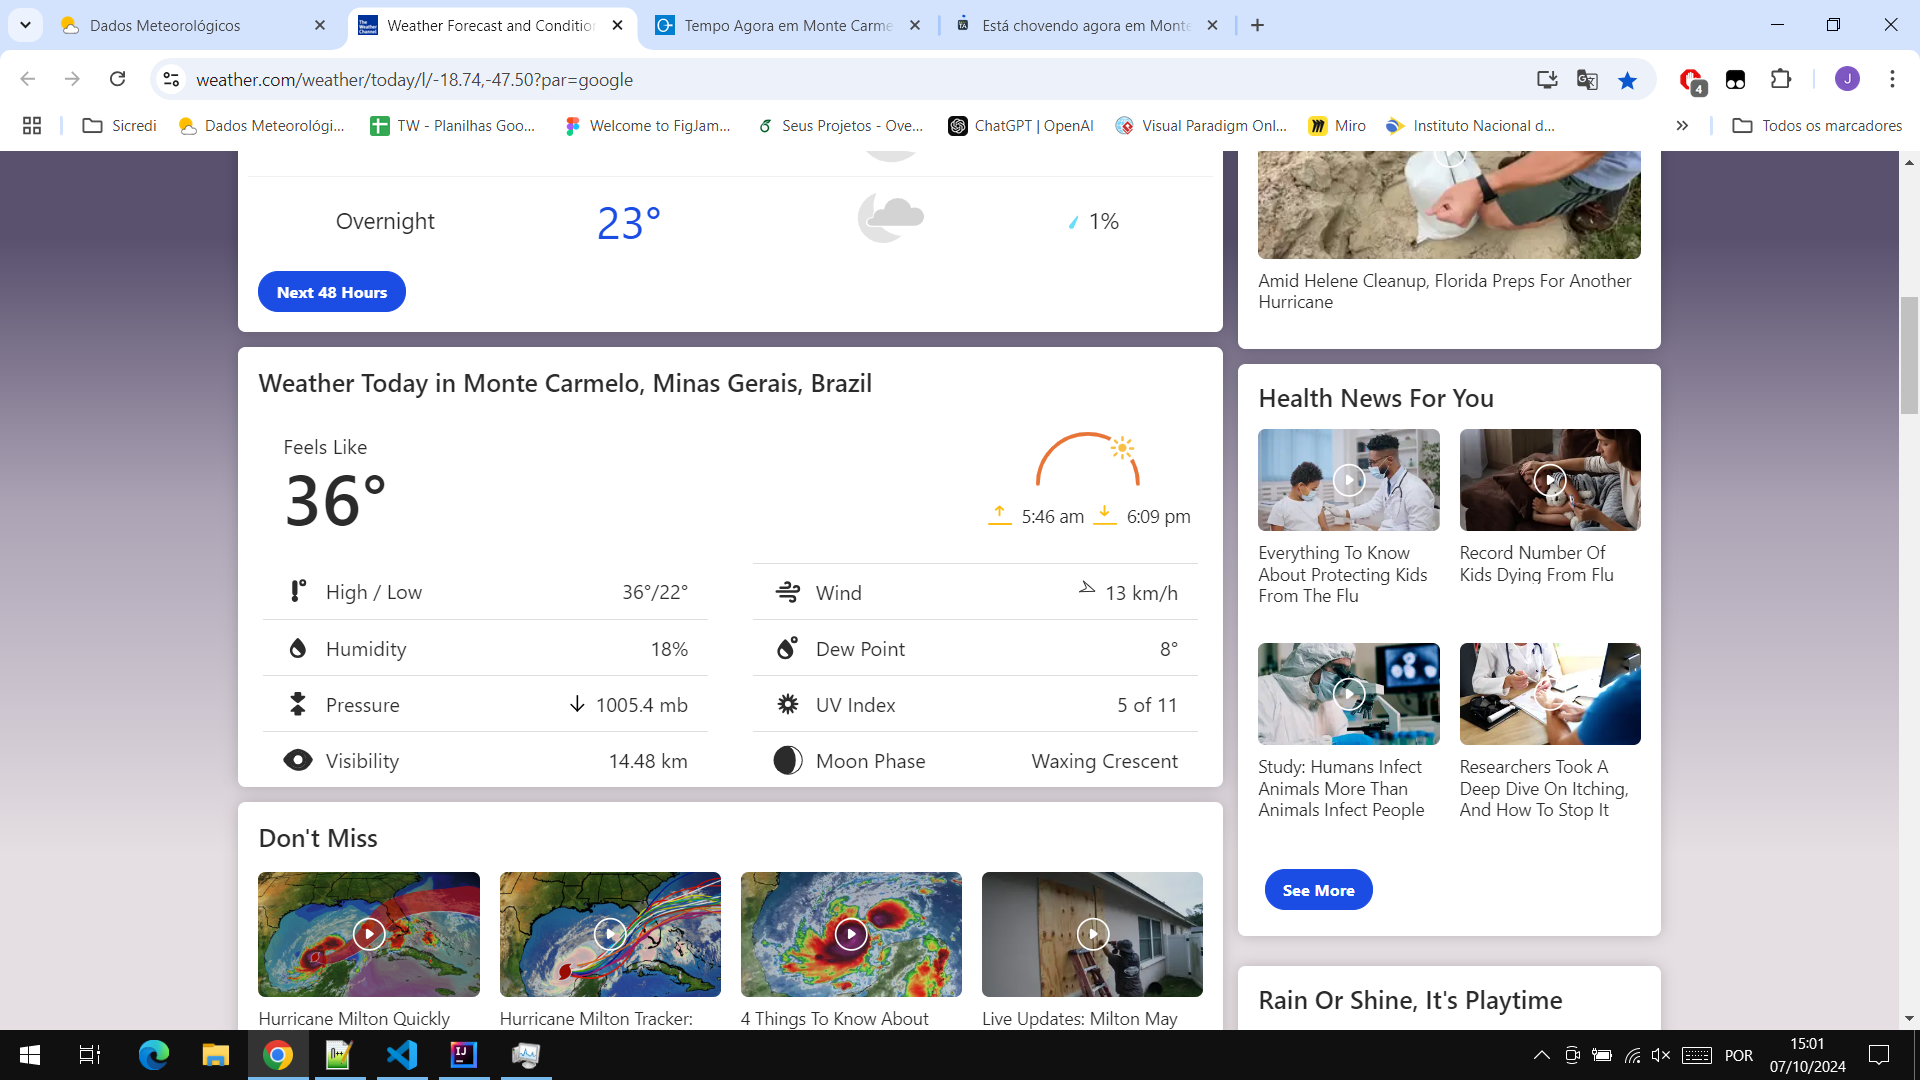 Dados Meteorológicos
Weather Forecast and Conditio
Tempo Agora em Monte Carme
Está chovendo agora em Monte
weather.com/weather/today/l/-18.74,-47.50?par=google
4
J
Sicredi
Dados Meteorológi...
TW - Planilhas Goo...
Welcome to FigJam...
Seus Projetos - Ove...
ChatGPT | OpenAI
Visual Paradigm Onl...
Miro
Instituto Nacional d...
Todos os marcadores
Overnight
23°
1%
Next 48 Hours
Amid Helene Cleanup, Florida Preps For Another
Hurricane
Weather Today in Monte Carmelo, Minas Gerais, Brazil
Feels Like
36°
5:46 am
6:09 pm
High / Low
36°/22°
Wind
13 km/h
Humidity
18%
Dew Point
8°
Pressure
1005.4 mb
UV Index
5 of 11
Visibility
14.48 km
Moon Phase
Waxing Crescent
Health News For You
Everything To Know
About Protecting Kids
From The Flu
Record Number Of
Kids Dying From Flu
Study: Humans Infect
Animals More Than
Animals Infect People
Researchers Took A
Deep Dive On Itching,
And How To Stop It
See More
Don't Miss
Hurricane Milton Quickly
Hurricane Milton Tracker:
4 Things To Know About
Live Updates: Milton May
Rain Or Shine, It's Playtime
POR
15:01
07/10/2024